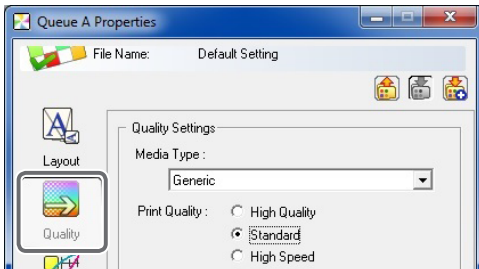 Queue A Properties
File Name: Default Setting
Layout
Quality Settings
Media Type :
Generic
Quality
Print Quality : High Quality
Standard
High Speed